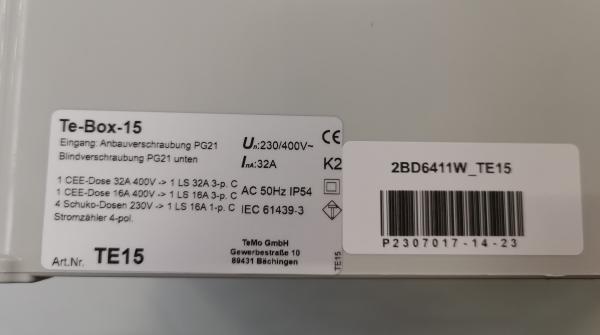 Te-Box-15
Eingang: Anbauverschraubung PG21
Blindverschraubung PG21 unten
1 CEE-Dose 32A 400V -> 1 LS 32A 3-p. C
1 CEE-Dose 16A 400V -> 1 LS 16A 3-p. C
4 Schuko-Dosen 230V -> 1 LS 16A 1-p. C
Stromzähler 4-pol.
Art.Nr. TE15
Un:230/400V~
InA:32A
AC 50Hz IP54
IEC 61439-3
TeMo GmbH
Gewerbestraße 10
89431 Bächingen
CE
K2
TE15
2BD6411W_TE15
P2307017-14-23